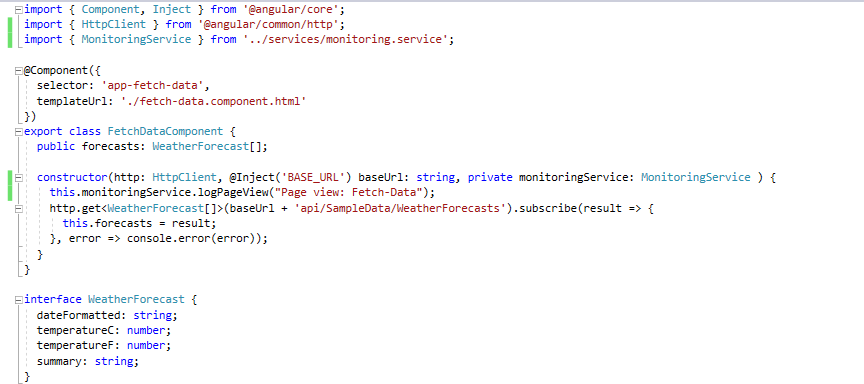 import { Component, Inject } from '@angular/core';
import { HttpClient } from '@angular/common/http';
import { MonitoringService } from '../services/monitoring.service';

@Component({
  selector: 'app-fetch-data',
  templateUrl: './fetch-data.component.html'
})
export class FetchDataComponent {
  public forecasts: WeatherForecast[];

  constructor(http: HttpClient, @Inject('BASE_URL') baseUrl: string, private monitoringService: MonitoringService ) {
    this.monitoringService.logPageView("Page view: Fetch-Data");
    http.get<WeatherForecast[]>(baseUrl + 'api/SampleData/WeatherForecasts').subscribe(result => {
      this.forecasts = result;
    }, error => console.error(error));
  }
}

interface WeatherForecast {
  dateFormatted: string;
  temperatureC: number;
  temperatureF: number;
  summary: string;
}